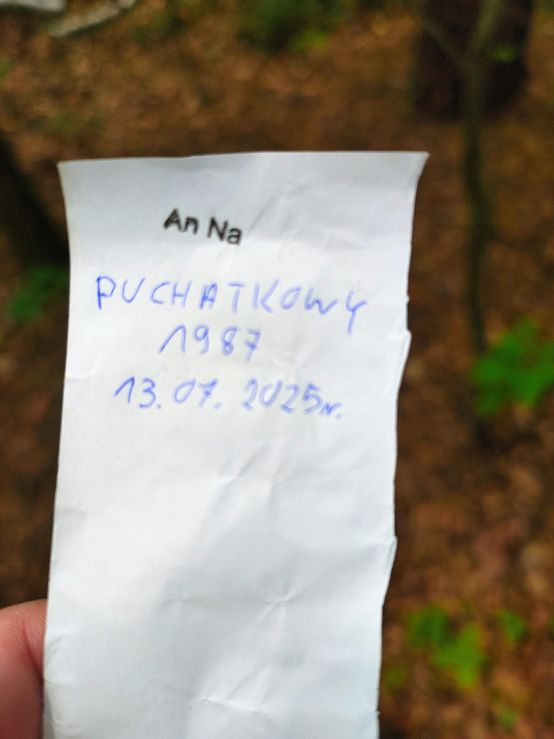 An Na
PUCHATKOWY
1987
13.07.2025r.